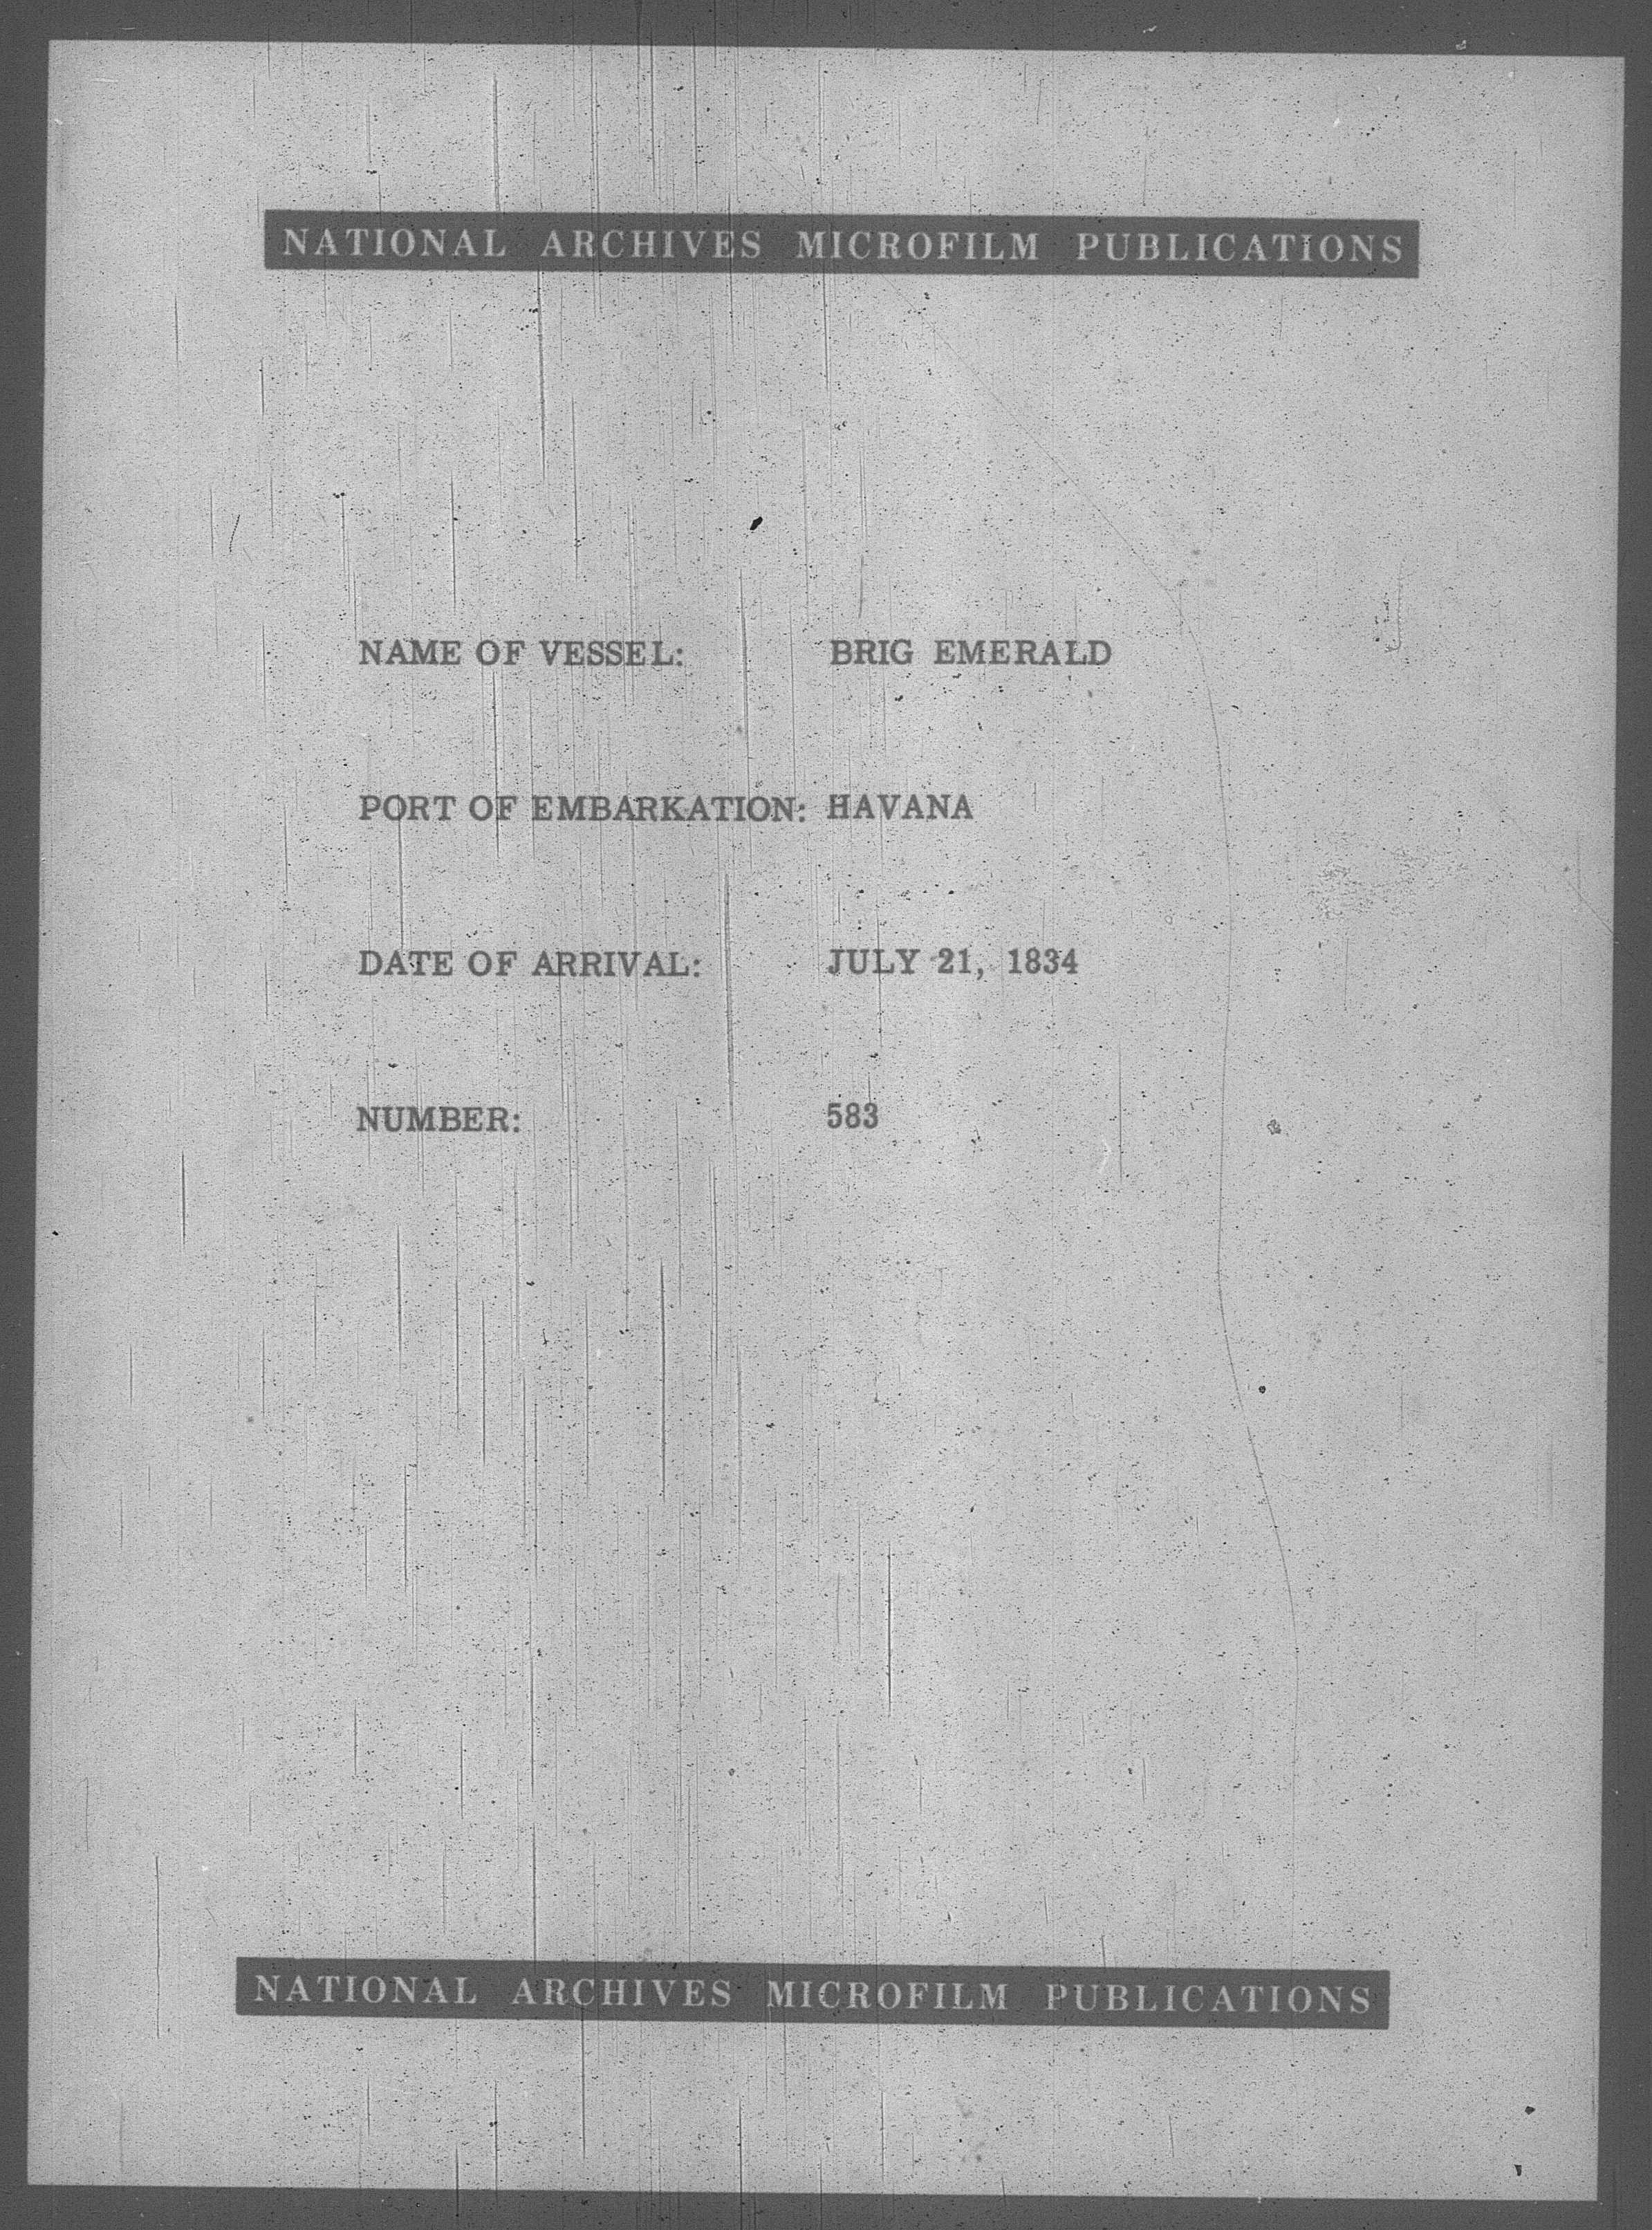 NATIONAL ARCHIVES MICROFILM PUBLICATIONS
NAME OF VESSEL: BRIG EMERALD
PORT OF EMBARKATION: HAVANA
DATE OF ARRIVAL: JULY 21, 1834
NUMBER: 583
NATIONAL ARCHIVES MICROFILM PUBLICATIONS